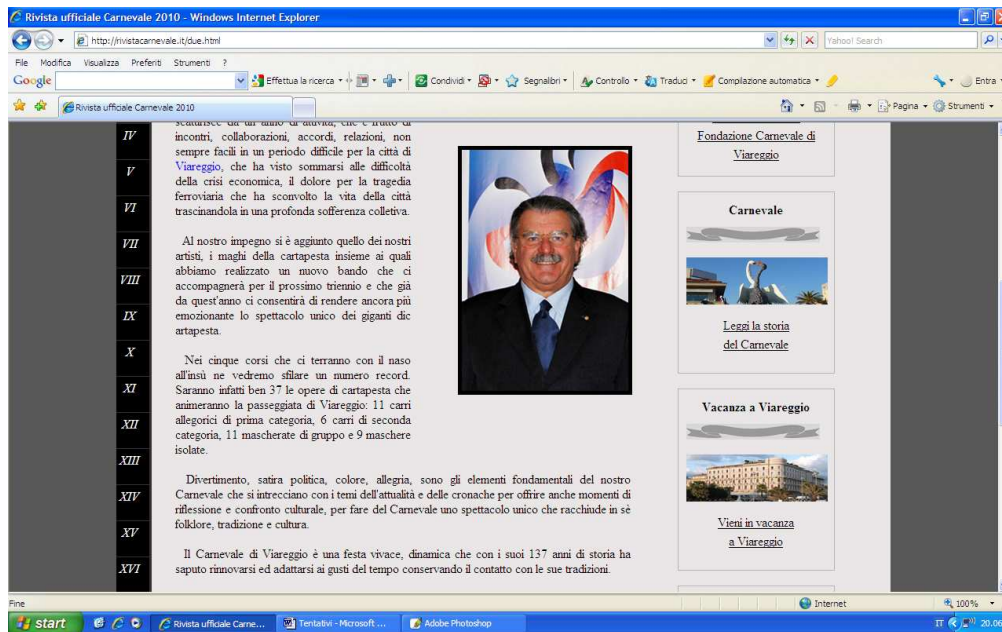 Rivista ufficiale Carnevale 2010 - Windows Internet Explorer
http://rivistacarnevale.it/due.html
Yahoo! Search
File Modifica Visualizza Preferiti Strumenti ?
Google
Effettua la ricerca
Condividi
Segnalibri
Controllo
Traduci
Compilazione automatica
Entra
Rivista ufficiale Carnevale 2010
Pagina
Strumenti
IV
V
VI
VII
VIII
IX
X
XI
XII
XIII
XIV
XV
XVI
scaturisce da un anno di attività, che è frutto di
incontri, collaborazioni, accordi, relazioni, non
sempre facili in un periodo difficile per la città di
Viareggio, che ha visto sommarsi alle difficoltà
della crisi economica, il dolore per la tragedia
ferroviaria che ha sconvolto la vita della città
trascinandola in una profonda sofferenza colletiva.
Al nostro impegno si è aggiunto quello dei nostri
artisti, i maghi della cartapesta insieme ai quali
abbiamo realizzato un nuovo bando che ci
accompagnerà per il prossimo triennio e che già
da quest'anno ci consentirà di rendere ancora più
emozionante lo spettacolo unico dei giganti dic
artapesta.
Nei cinque corsi che ci terranno con il naso
all'insù ne vedremo sfilare un numero record.
Saranno infatti ben 37 le opere di cartapesta che
animeranno la passeggiata di Viareggio: 11 carri
allegorici di prima categoria, 6 carri di seconda
categoria, 11 mascherate di gruppo e 9 maschere
isolate.
Divertimento, satira politica, colore, allegria, sono gli elementi fondamentali del nostro
Carnevale che si intrecciano con i temi dell'attualità e delle cronache per offrire anche momenti di
riflessione e confronto culturale, per fare del Carnevale uno spettacolo unico che racchiude in sè
folklore, tradizione e cultura.
Il Carnevale di Viareggio è una festa vivace, dinamica che con i suoi 137 anni di storia ha
saputo rinnovarsi ed adattarsi ai gusti del tempo conservando il contatto con le sue tradizioni.
Fondazione Carnevale di
Viareggio
Carnevale
Leggi la storia
del Carnevale
Vacanza a Viareggio
Vieni in vacanza
a Viareggio
Fine
Internet
100%
start
Rivista ufficiale Carne...
Tentativi - Microsoft ...
Adobe Photoshop
IT
20.06